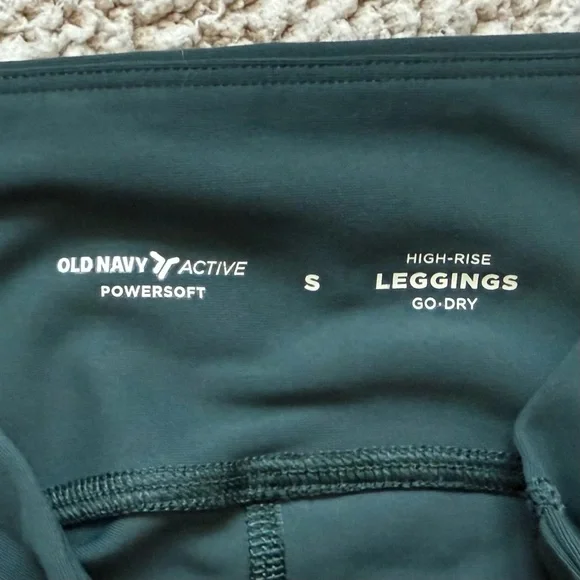 OLD NAVY ACTIVE
POWERSOFT
S
HIGH-RISE
LEGGINGS
GO•DRY